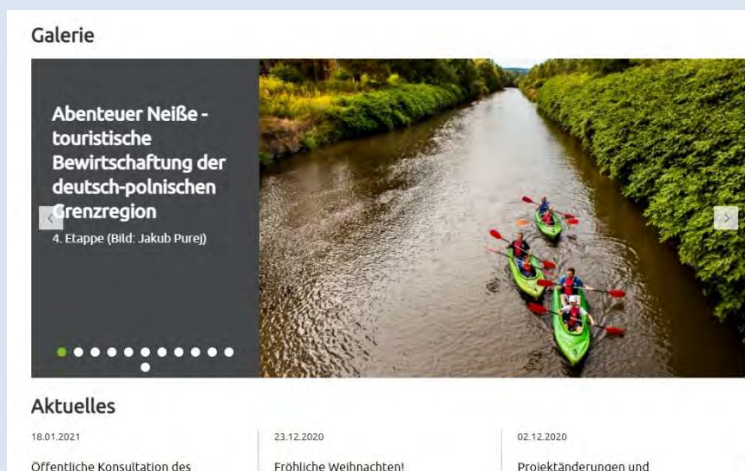 Galerie
Abenteuer Neiße -
touristische
Bewirtschaftung der
deutsch-polnischen
Grenzregion
4. Etappe (Bild: Jakub Purej)
Aktuelles
18.01.2021
23.12.2020
02.12.2020
Öffentliche Konsultation des
Fröhliche Weihnachten!
Projektänderungen und